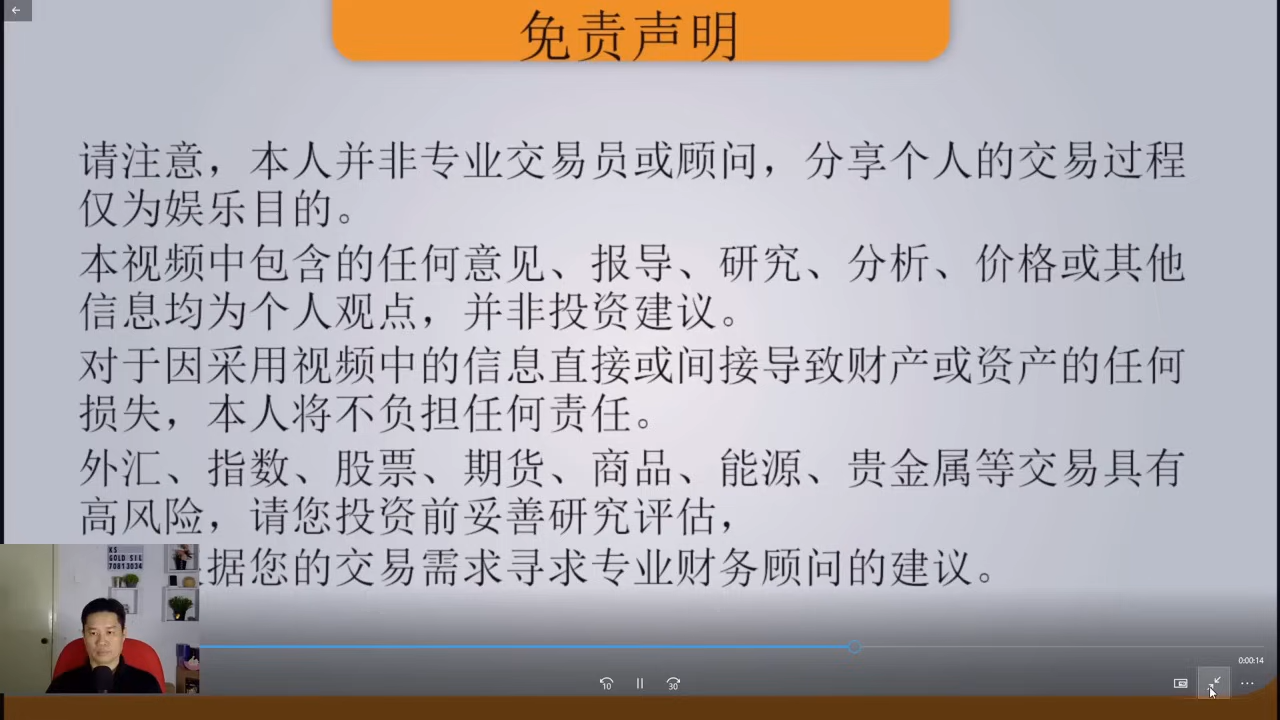 免责声明
请注意，本人并非专业交易员或顾问，分享个人的交易过程
仅为娱乐目的。
本视频中包含的任何意见、报导、研究、分析、价格或其他
信息均为个人观点，并非投资建议。
对于因采用视频中的信息直接或间接导致财产或资产的任何
损失，本人将不负担任何责任。
外汇、指数、股票、期货、商品、能源、贵金属等交易具有
高风险，请您投资前妥善研究评估，
据您的交易需求寻求专业财务顾问的建议。
KS
GOLD SIL
70813034
0:00:14
10
30